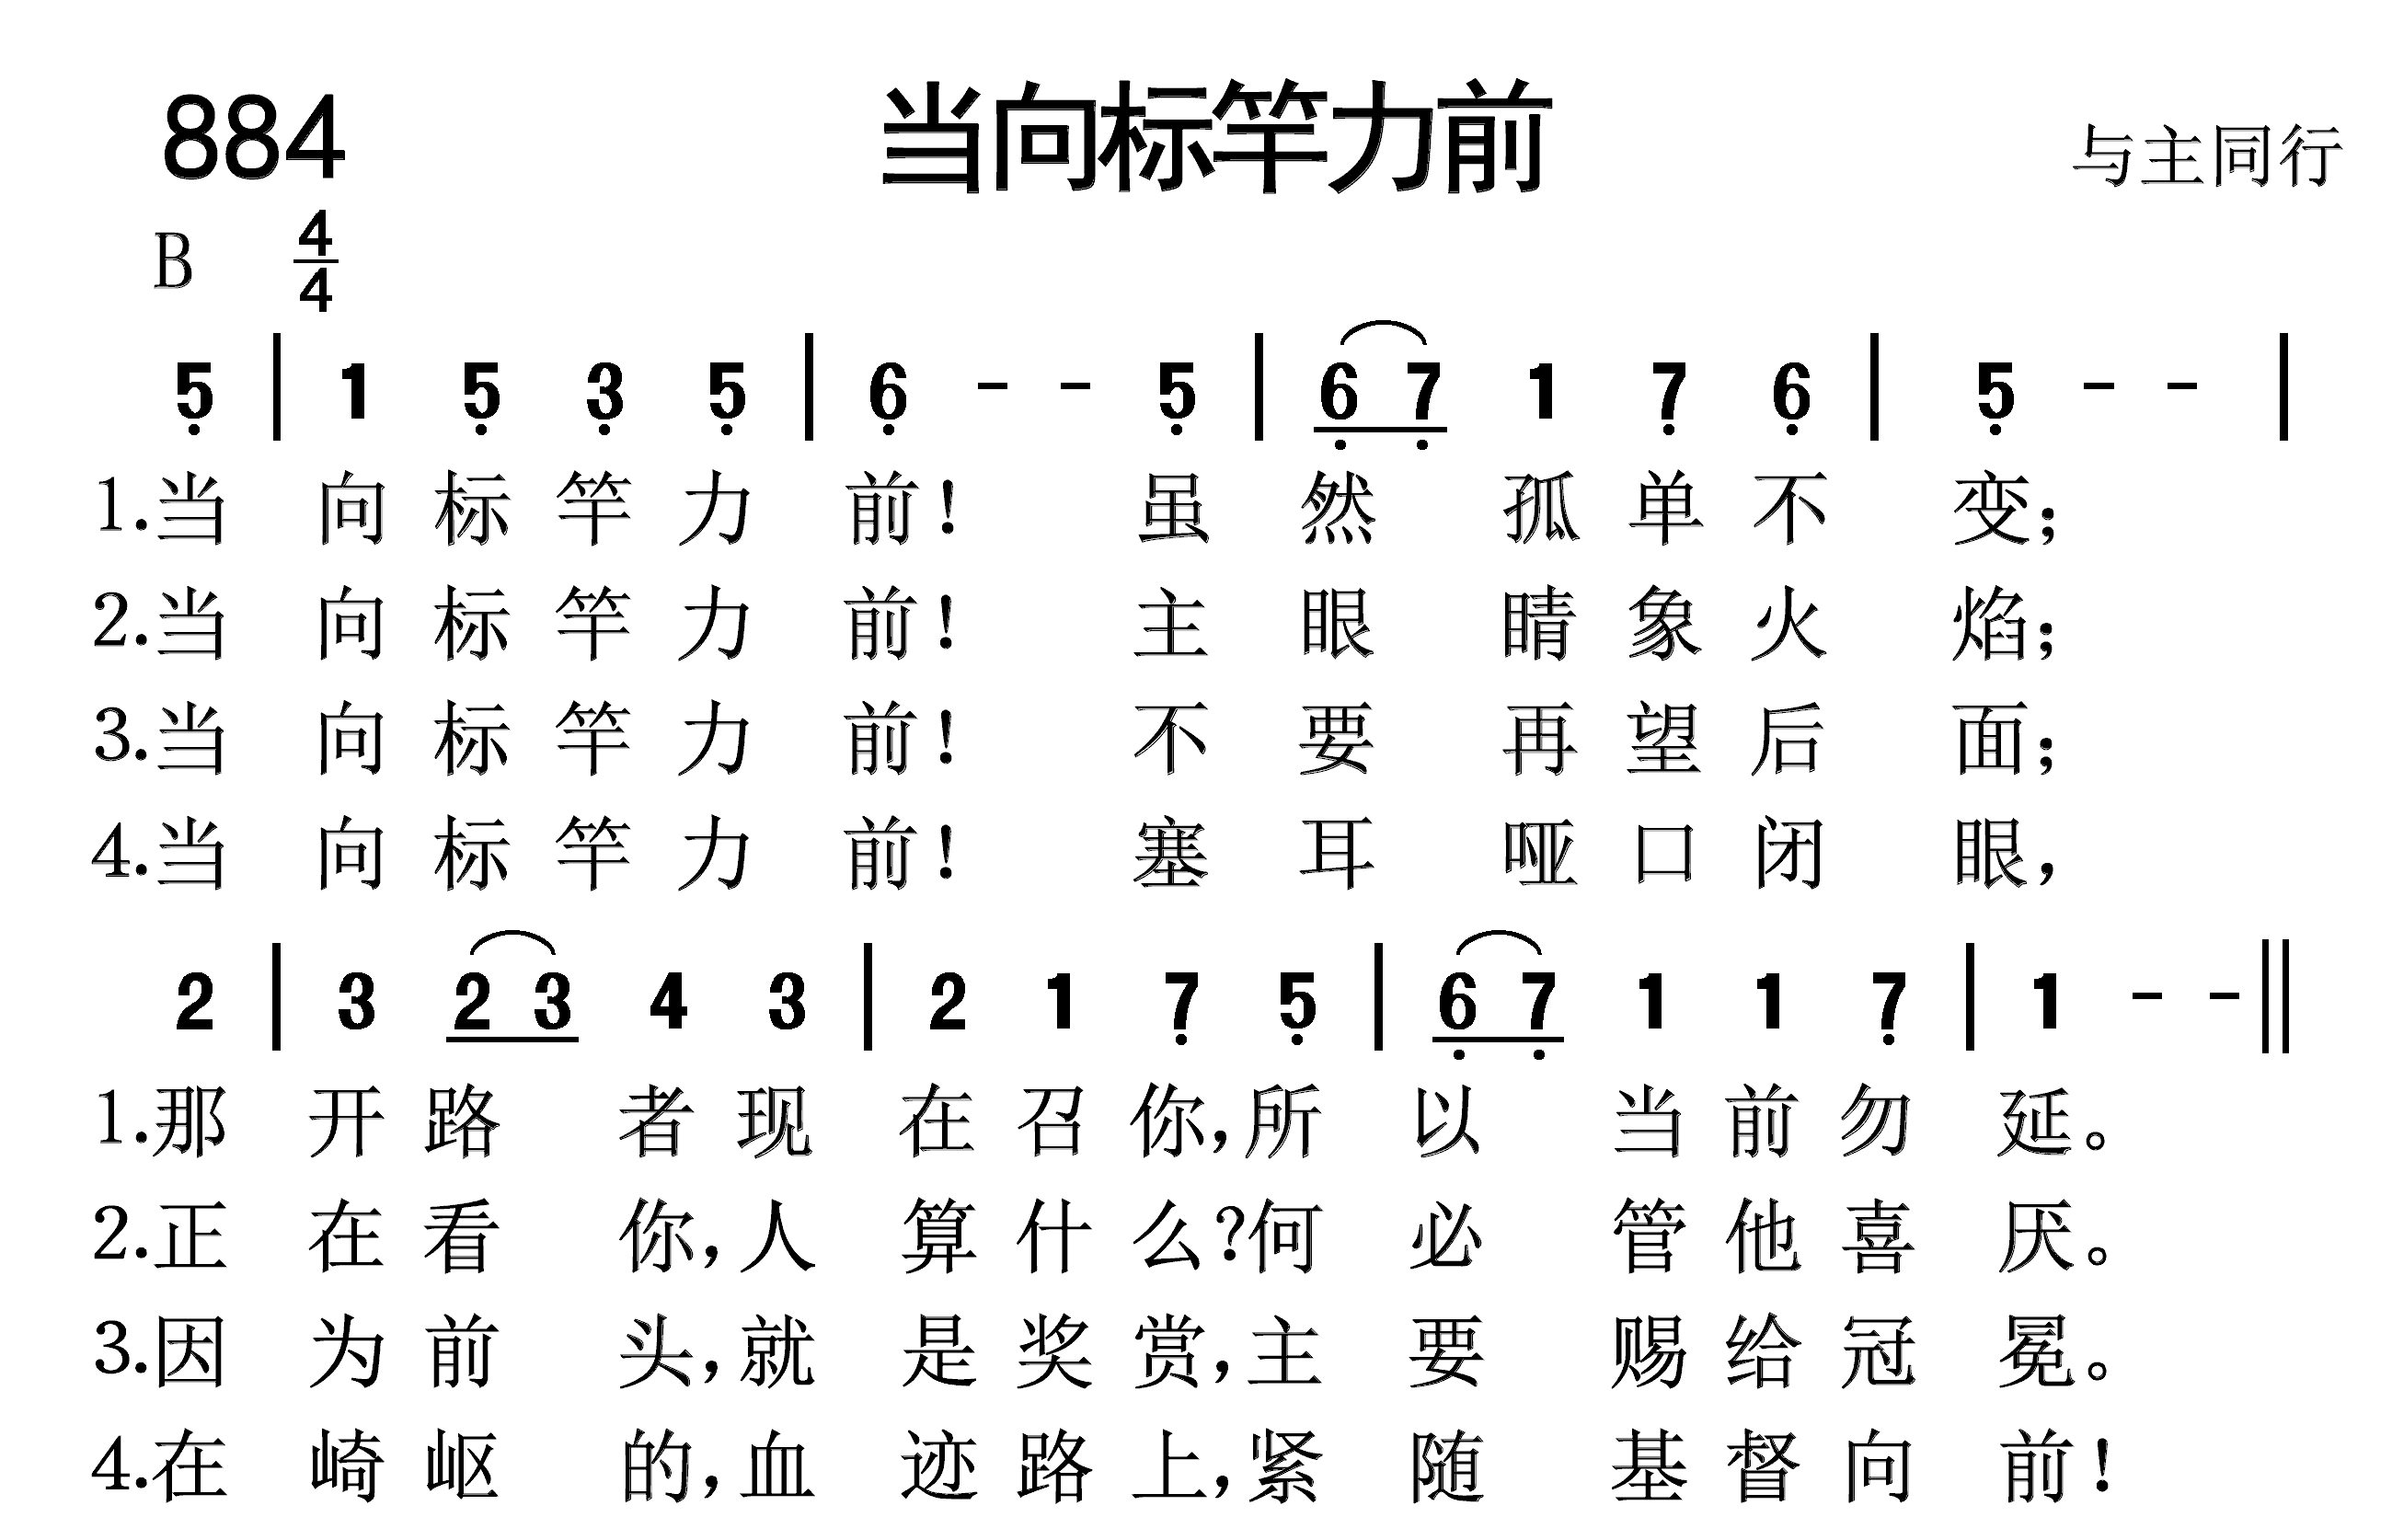 884 当向标竿力前 与主同行
B 4/4
5̣ | 1 5̣ 3̣ 5̣ | 6̣ - - 5̣ | 6̣ 7̣ 1 7̣ 6̣ | 5̣ - - |
1.当 向 标 竿 力 前！ 虽 然 孤 单 不 变；
2.当 向 标 竿 力 前！ 主 眼 睛 象 火 焰；
3.当 向 标 竿 力 前！ 不 要 再 望 后 面；
4.当 向 标 竿 力 前！ 塞 耳 哑 口 闭 眼，
2 | 3 2 3 4 3 | 2 1 7̣ 5̣ | 6̣ 7̣ 1 1 7̣ | 1 - - ‖
1.那 开 路 者 现 在 召 你，所 以 当 前 勿 延。
2.正 在 看 你，人 算 什 么？何 必 管 他 喜 厌。
3.因 为 前 头，就 是 奖 赏，主 要 赐 给 冠 冕。
4.在 崎 岖 的，血 迹 路 上，紧 随 基 督 向 前！